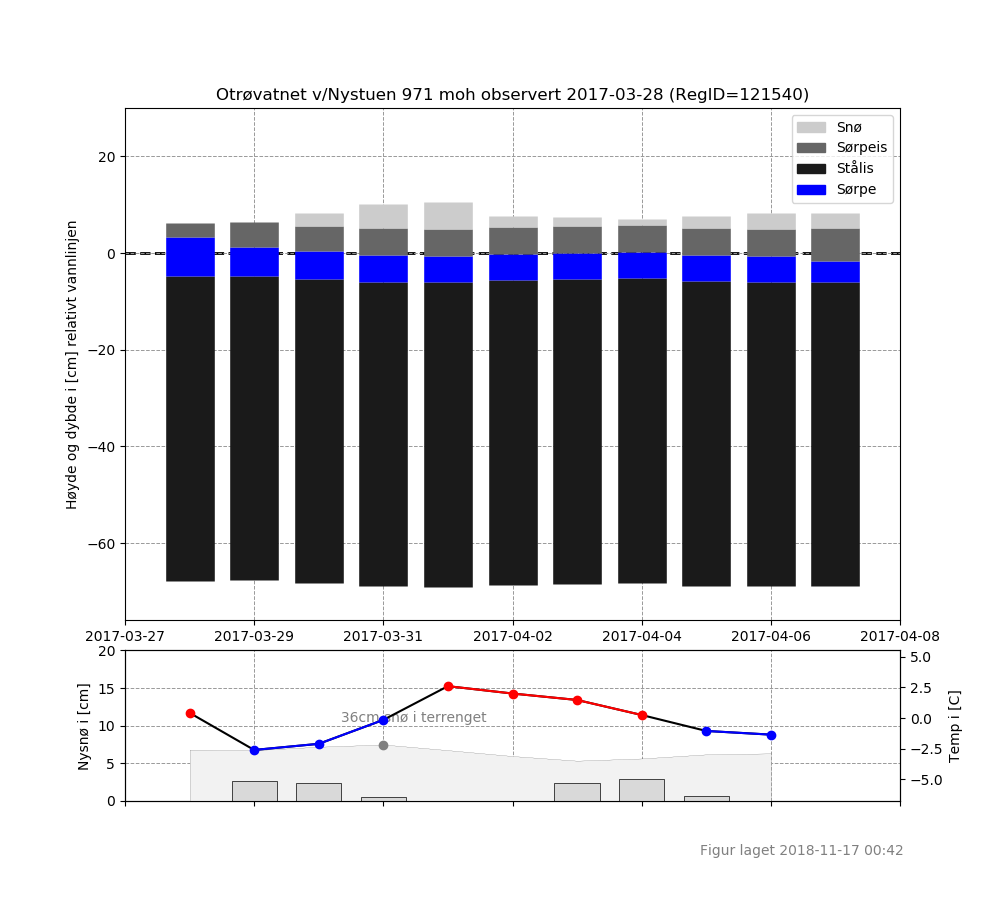 Otrøvatnet v/Nystuen 971 moh observert 2017-03-28 (RegID=121540)
Snø
Sørpeis
Stålis
Sørpe
Høyde og dybde i [cm] relativt vannlinjen
20
0
−20
−40
−60
2017-03-27 2017-03-29 2017-03-31 2017-04-02 2017-04-04 2017-04-06 2017-04-08
Nysnø i [cm]
20
15
10
5
0
36cm snø i terrenget
5.0
2.5
0.0
−2.5
−5.0
Temp i [C]
Figur laget 2018-11-17 00:42